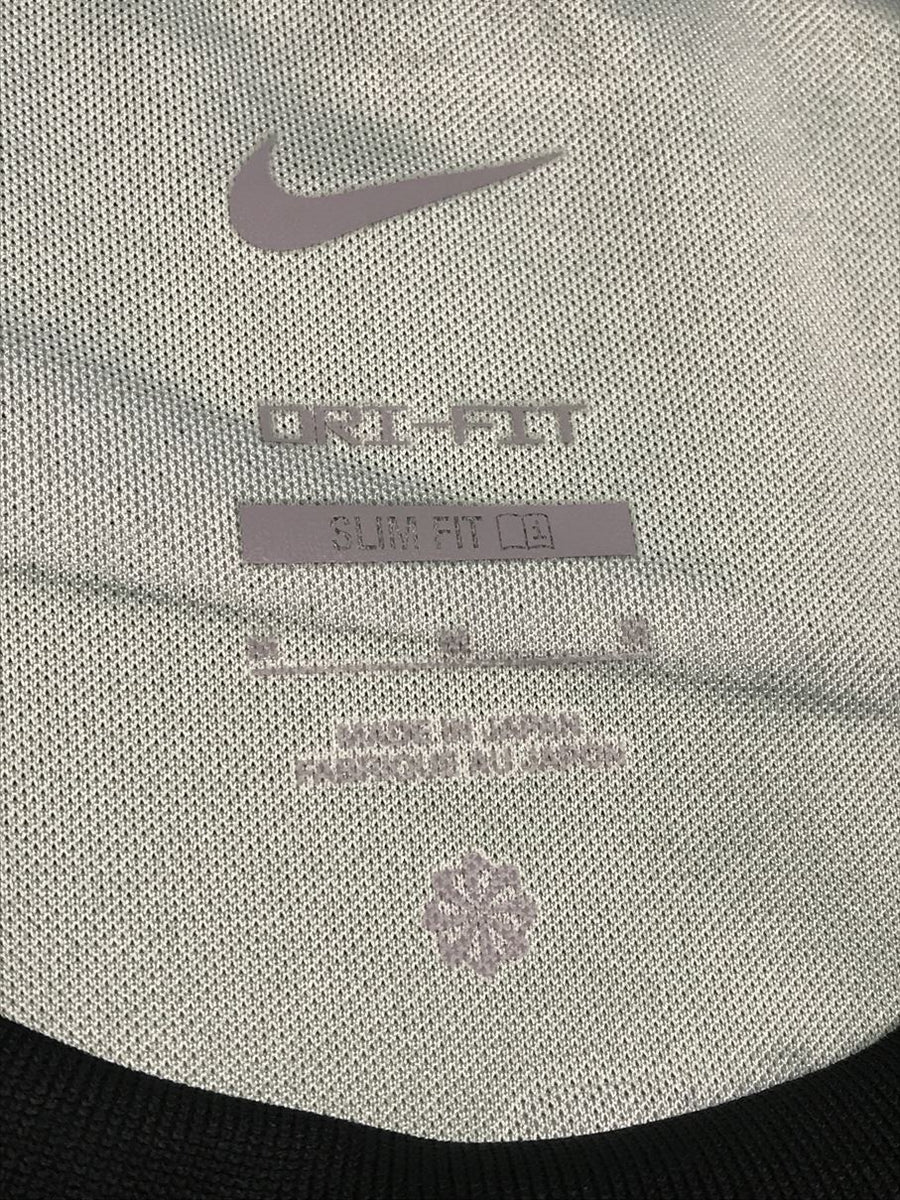 DRI-FIT
SLIM FIT
MADE IN JAPAN
FABRIQUÉ AU JAPON